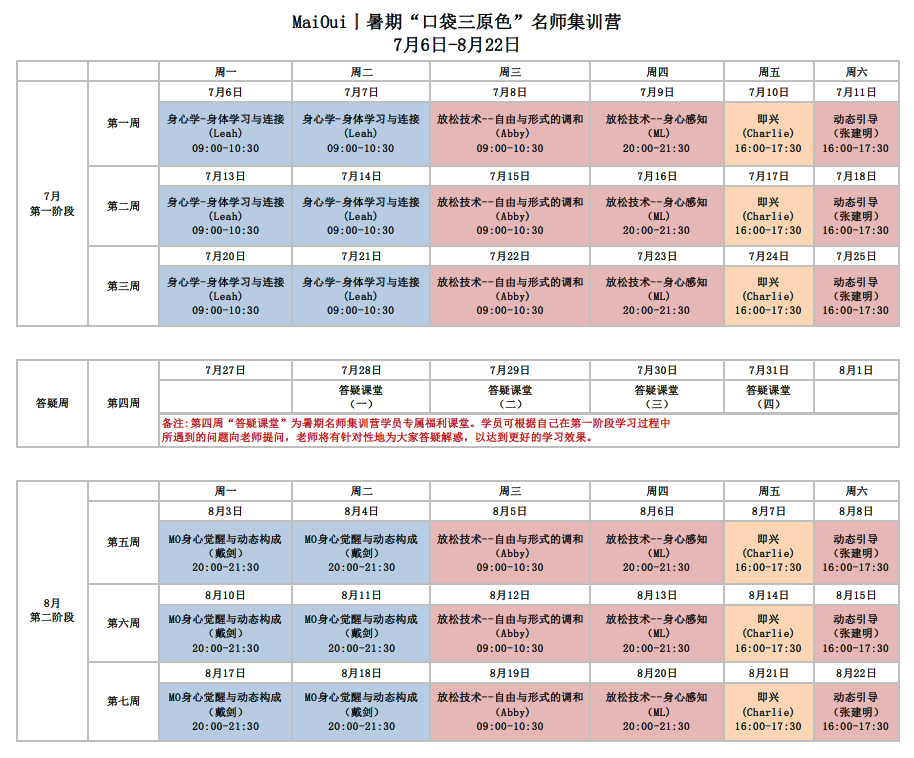 MaiOui丨暑期“口袋三原色”名师集训营
7月6日-8月22日
周一 周二 周三 周四 周五 周六
7月6日 7月7日 7月8日 7月9日 7月10日 7月11日
7月
第一阶段
第一周
身心学-身体学习与连接 身心学-身体学习与连接 放松技术--自由与形式的调和 放松技术--身心感知 即兴 动态引导
(Leah) (Leah) (Abby) (ML) (Charlie) (张建明)
09:00-10:30 09:00-10:30 09:00-10:30 20:00-21:30 16:00-17:30 16:00-17:30
7月13日 7月14日 7月15日 7月16日 7月17日 7月18日
第二周
身心学-身体学习与连接 身心学-身体学习与连接 放松技术--自由与形式的调和 放松技术--身心感知 即兴 动态引导
(Leah) (Leah) (Abby) (ML) (Charlie) (张建明)
09:00-10:30 09:00-10:30 09:00-10:30 20:00-21:30 16:00-17:30 16:00-17:30
7月20日 7月21日 7月22日 7月23日 7月24日 7月25日
第三周
身心学-身体学习与连接 身心学-身体学习与连接 放松技术--自由与形式的调和 放松技术--身心感知 即兴 动态引导
(Leah) (Leah) (Abby) (ML) (Charlie) (张建明)
09:00-10:30 09:00-10:30 09:00-10:30 20:00-21:30 16:00-17:30 16:00-17:30
7月27日 7月28日 7月29日 7月30日 7月31日 8月1日
答疑周 第四周
答疑课堂 答疑课堂 答疑课堂 答疑课堂
(一) (二) (三) (四)
备注:第四周“答疑课堂”为暑期名师集训营学员专属福利课堂。学员可根据自己在第一阶段学习过程中
所遇到的问题向老师提问，老师将有针对性地为大家答疑解惑，以达到更好的学习效果。
周一 周二 周三 周四 周五 周六
8月3日 8月4日 8月5日 8月6日 8月7日 8月8日
8月
第二阶段
第五周
MO身心觉醒与动态构成 MO身心觉醒与动态构成 放松技术--自由与形式的调和 放松技术--身心感知 即兴 动态引导
(戴剑) (戴剑) (Abby) (ML) (Charlie) (张建明)
20:00-21:30 20:00-21:30 09:00-10:30 20:00-21:30 16:00-17:30 16:00-17:30
8月10日 8月11日 8月12日 8月13日 8月14日 8月15日
第六周
MO身心觉醒与动态构成 MO身心觉醒与动态构成 放松技术--自由与形式的调和 放松技术--身心感知 即兴 动态引导
(戴剑) (戴剑) (Abby) (ML) (Charlie) (张建明)
20:00-21:30 20:00-21:30 09:00-10:30 20:00-21:30 16:00-17:30 16:00-17:30
8月17日 8月18日 8月19日 8月20日 8月21日 8月22日
第七周
MO身心觉醒与动态构成 MO身心觉醒与动态构成 放松技术--自由与形式的调和 放松技术--身心感知 即兴 动态引导
(戴剑) (戴剑) (Abby) (ML) (Charlie) (张建明)
20:00-21:30 20:00-21:30 09:00-10:30 20:00-21:30 16:00-17:30 16:00-17:30